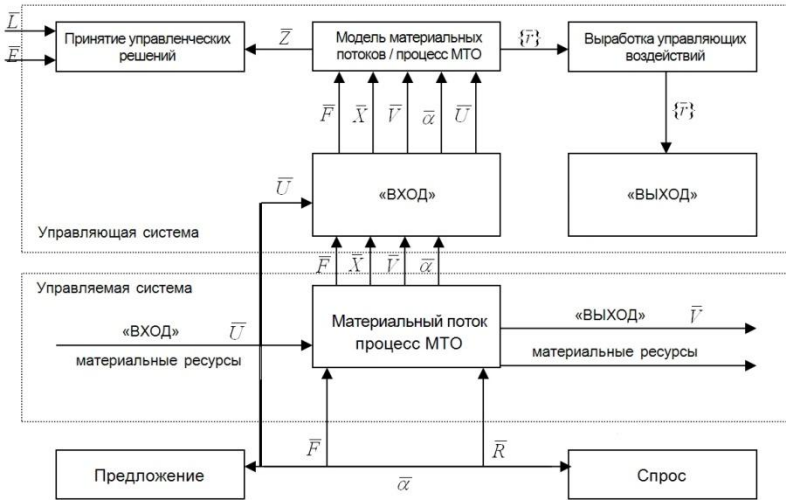 L̅
E̅
Принятие управленческих
решений
Z̅
Модель материальных
потоков / процесс МТО
{r̅}
Выработка управляющих
воздействий
F̅ X̅ V̅ α̅ U̅
{r̅}
U̅
«ВХОД»
«ВЫХОД»
Управляющая система
F̅ X̅ V̅ α̅
Управляемая система
«ВХОД» U̅
материальные ресурсы
Материальный поток
процесс МТО
«ВЫХОД» V̅
материальные ресурсы
F̅
R̅
Предложение
α̅
Спрос